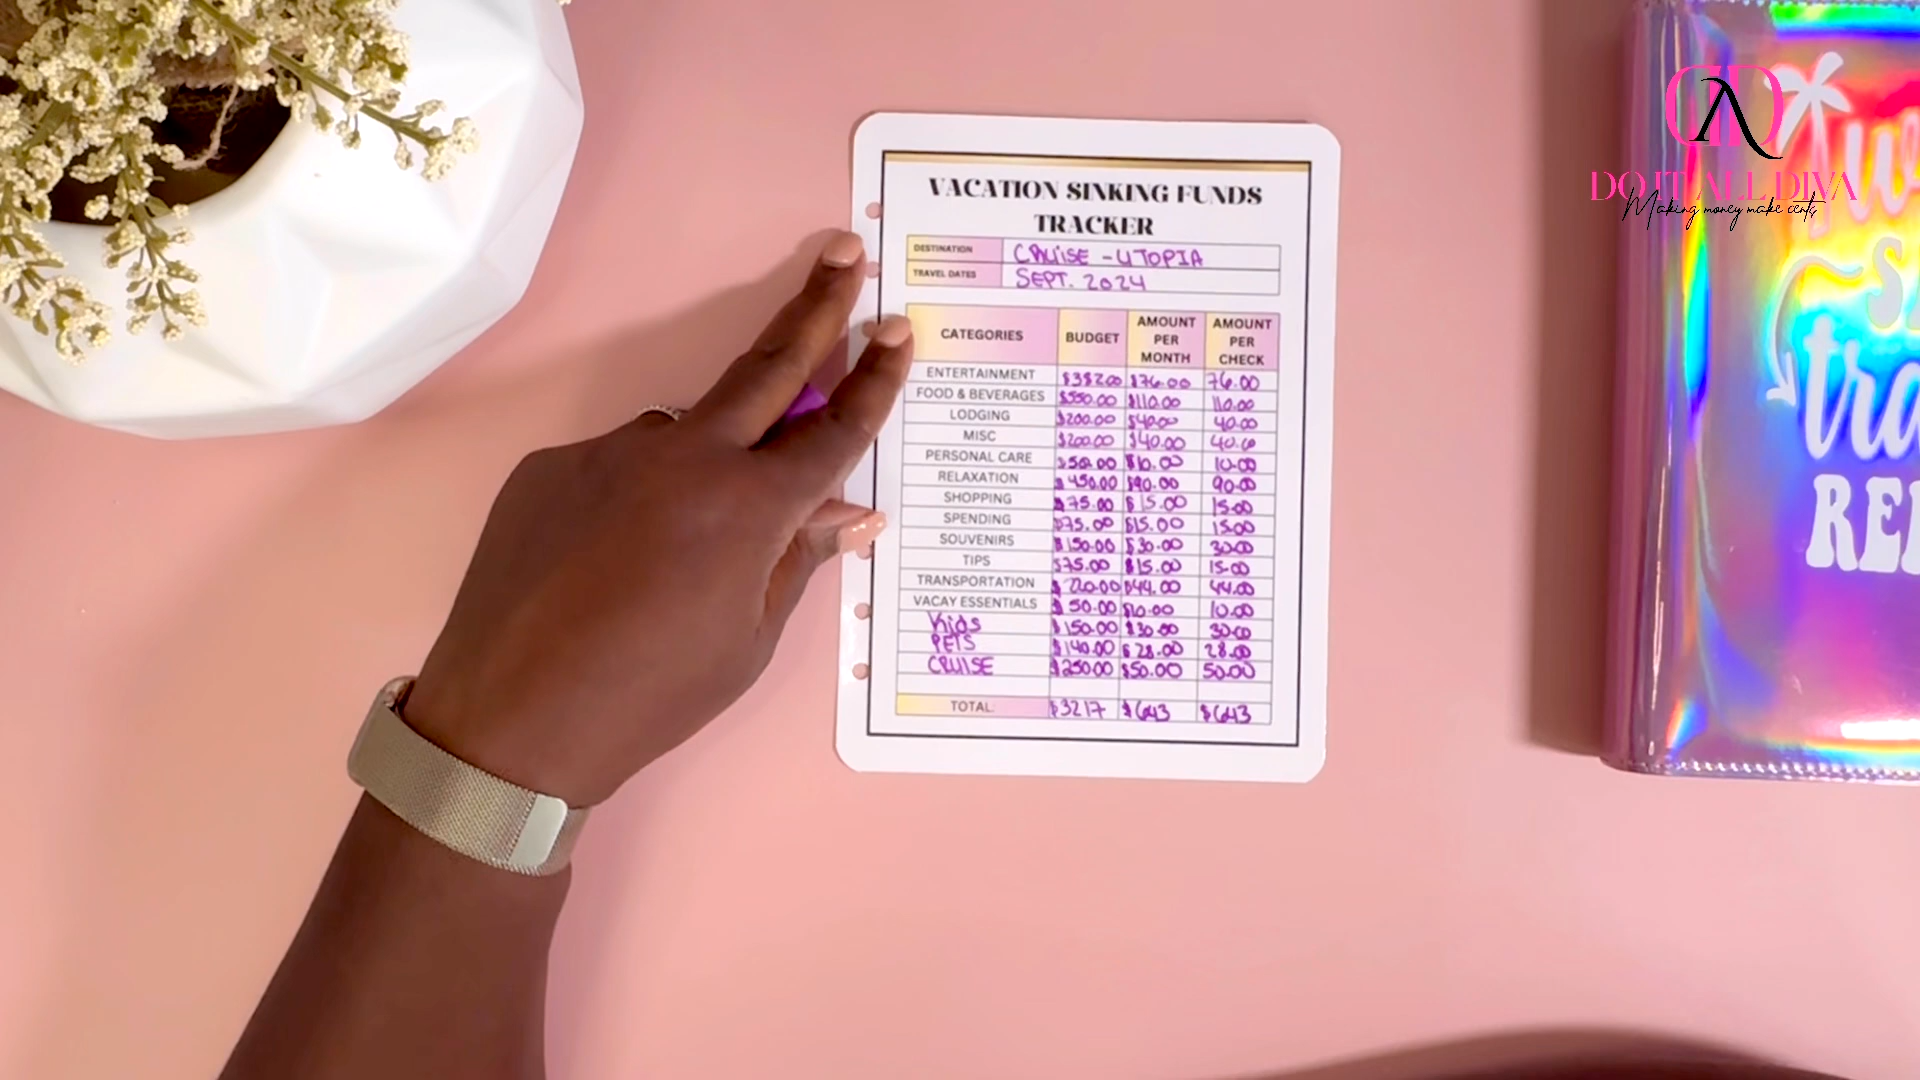 VACATION SINKING FUNDS
TRACKER
DESTINATION CRUISE - UTOPIA
TRAVEL DATES SEPT. 2024
CATEGORIES BUDGET AMOUNT PER MONTH AMOUNT PER CHECK
ENTERTAINMENT $382.00 $76.00 76.00
FOOD & BEVERAGES $550.00 $110.00 110.00
LODGING $200.00 $40.00 40.00
MISC $200.00 $40.00 40.00
PERSONAL CARE $50.00 $10.00 10.00
RELAXATION $450.00 $90.00 90.00
SHOPPING $75.00 $15.00 15.00
SPENDING $75.00 $15.00 15.00
SOUVENIRS $150.00 $30.00 30.00
TIPS $75.00 $15.00 15.00
TRANSPORTATION $220.00 $44.00 44.00
VACAY ESSENTIALS $50.00 $10.00 10.00
Kids $150.00 $30.00 30.00
PETS $140.00 $28.00 28.00
CRUISE $250.00 $50.00 50.00
TOTAL: $3217 $643 $643
DO IT ALL DIVA
Making money make cents